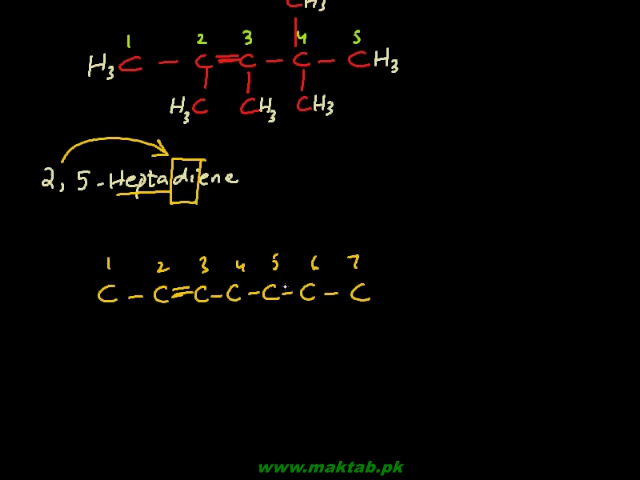 CH3
1 2 3 4 5
H3C - C = C - C - CH3
H3C CH3 CH3
2, 5 - Heptadiene
1 2 3 4 5 6 7
C - C = C - C - C - C - C
www.maktab.pk